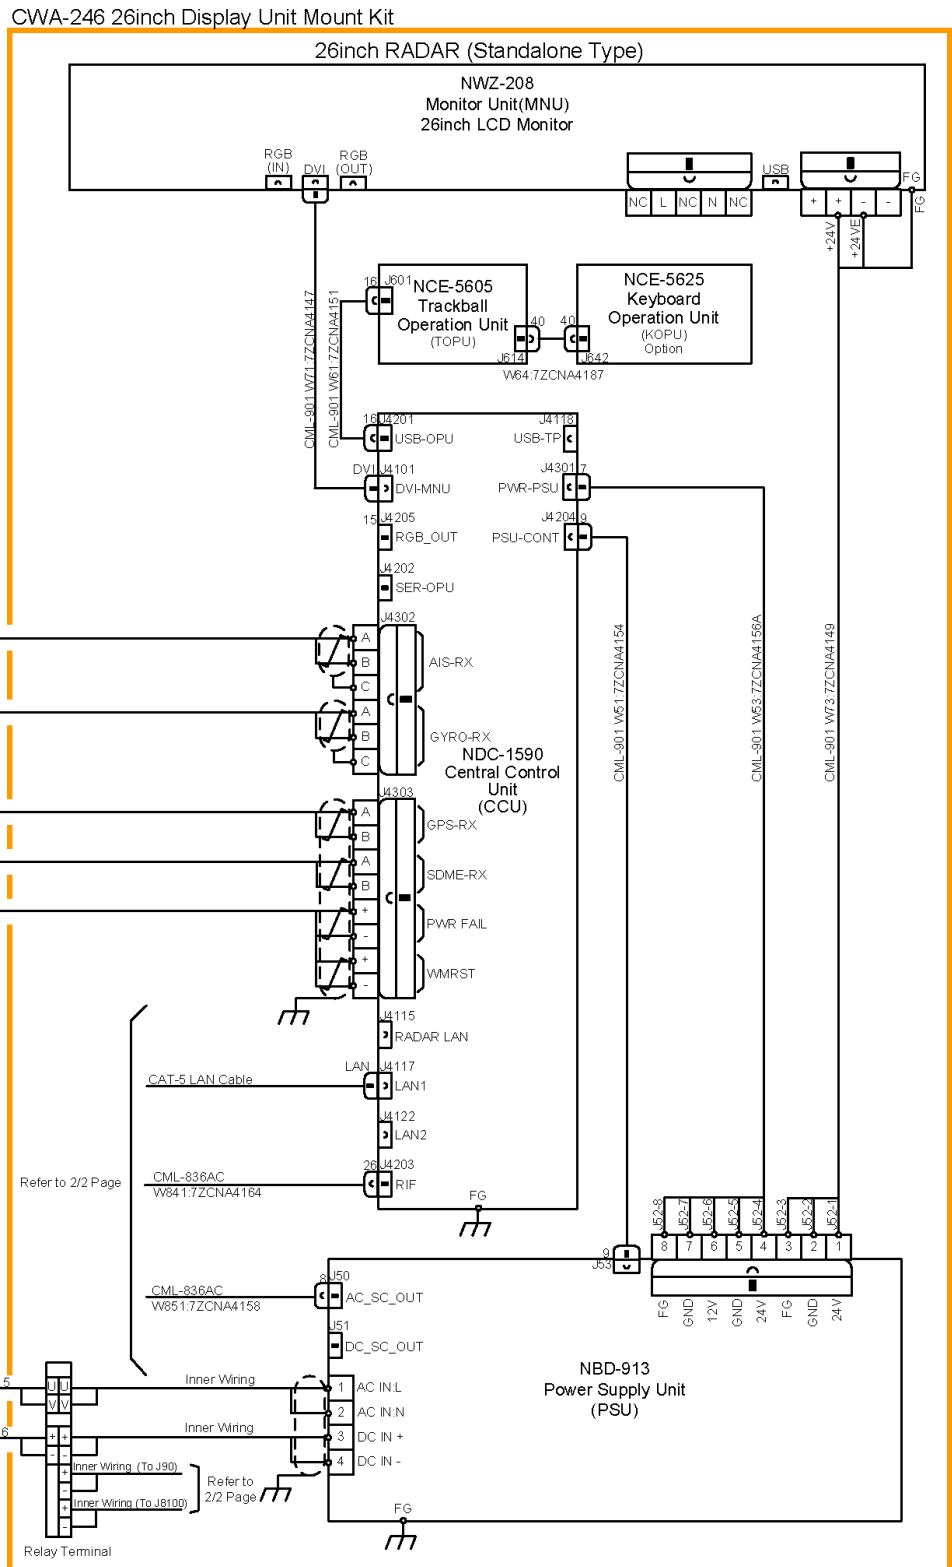 CWA-246 26inch Display Unit Mount Kit
26inch RADAR (Standalone Type)
NWZ-208
Monitor Unit(MNU)
26inch LCD Monitor
RGB
(IN)
DVI
RGB
(OUT)
USB
FG
NC L NC N NC
+ + - -
FG
+24V
+24VE
16
J601
NCE-5605
Trackball
Operation Unit
(TOPU)
40
J614
40
J642
NCE-5625
Keyboard
Operation Unit
(KOPU)
Option
W64:7ZCNA4187
CML-901 W71:7ZCNA4147
CML-901 W61:7ZCNA4151
16
J4201
USB-OPU
J4118
USB-TP
DVI
J4101
DVI-MNU
J4301
7
PWR-PSU
15
J4205
RGB_OUT
J4204
9
PSU-CONT
J4202
SER-OPU
J4302
A
B
C
AIS-RX
A
B
C
GYRO-RX
NDC-1590
Central Control
Unit
(CCU)
CML-901 W51:7ZCNA4154
CML-901 W53:7ZCNA4156A
CML-901 W73:7ZCNA4149
J4303
A
B
GPS-RX
A
B
SDME-RX
+
-
PWR FAIL
+
-
WMRST
J4115
RADAR LAN
CAT-5 LAN Cable
LAN
J4117
LAN1
J4122
LAN2
Refer to 2/2 Page
CML-836AC
W841:7ZCNA4164
26
J4203
RIF
FG
J52-8
J52-7
J52-6
J52-5
J52-4
J52-3
J52-2
J52-1
8 7 6 5 4 3 2 1
9
J53
FG
GND
12V
GND
24V
FG
GND
24V
CML-836AC
W851:7ZCNA4158
8
J50
AC_SC_OUT
J51
DC_SC_OUT
NBD-913
Power Supply Unit
(PSU)
5
U U
V V
Inner Wiring
1 AC IN:L
2 AC IN:N
6
+ +
- -
Inner Wiring
3 DC IN +
4 DC IN -
+
Inner Wiring (To J90)
-
+
Inner Wiring (To J8100)
-
Refer to
2/2 Page
FG
Relay Terminal